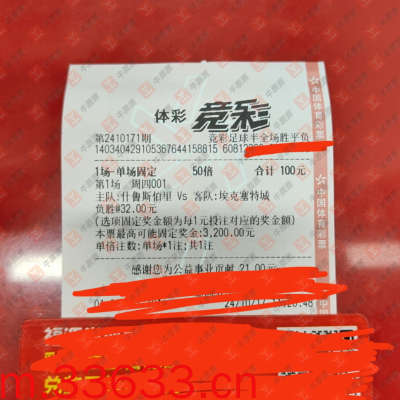 体彩 竞彩
第2410171期 竞彩足球半全场胜平负
1场-单场固定 50倍 合计 100元
第1场 周四001
主队:什鲁斯伯里 Vs 客队:埃克塞特城
负胜@32.00元
(选项固定奖金额为每1元投注对应的奖金额)
本票最高可能固定奖金:3,200.00元
单倍注数:单场*1注;共1注
感谢您为公益事业贡献 21.00元
中国体育彩票
33633.cn